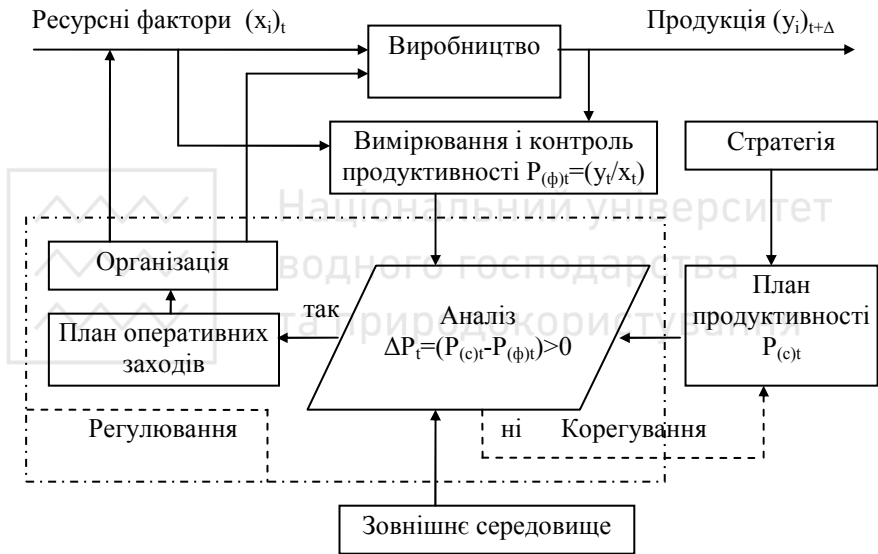 Ресурсні фактори (xᵢ)ₜ
Виробництво
Продукція (yᵢ)ₜ₊Δ
Вимірювання і контроль
продуктивності P₍ф₎ₜ=(yₜ/xₜ)
Стратегія
Національний університет
водного господарства
та природокористування
Організація
План оперативних
заходів
так
Аналіз
ΔPₜ=(P₍c₎ₜ-P₍ф₎ₜ)>0
План
продуктивності
P₍c₎ₜ
Регулювання
ні
Корегування
Зовнішнє середовище